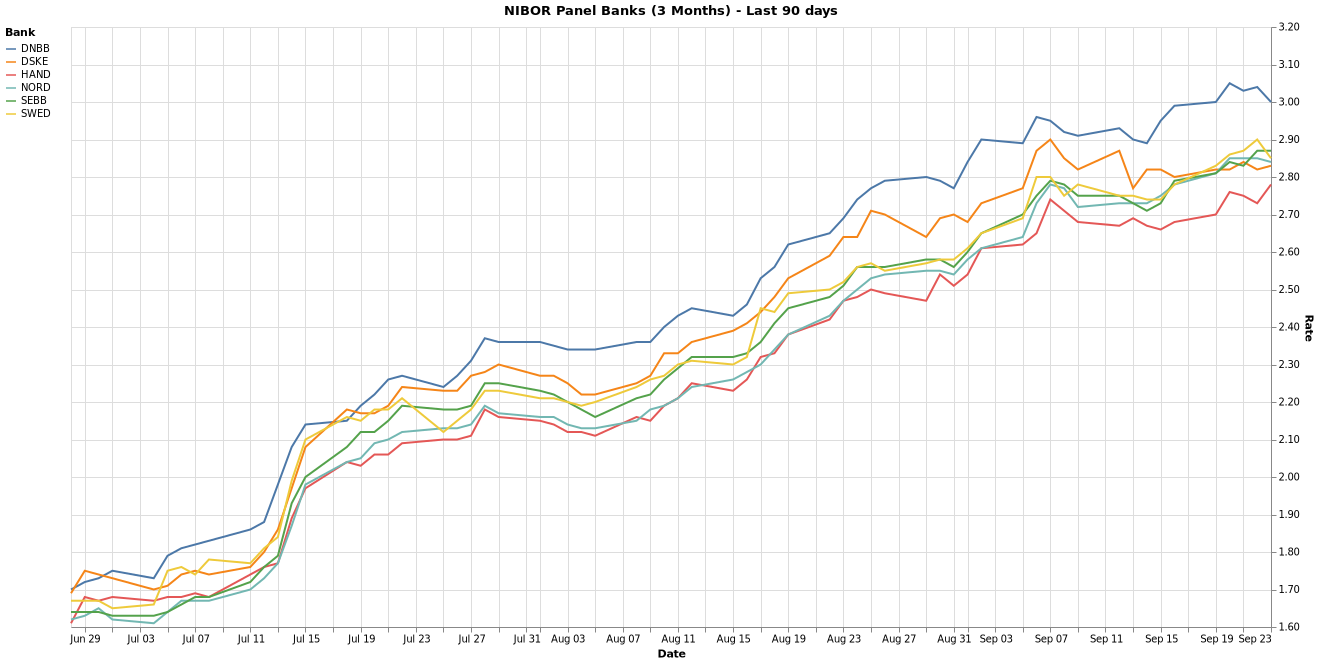 NIBOR Panel Banks (3 Months) - Last 90 days
Bank
DNBB
DSKE
HAND
NORD
SEBB
SWED
3.20
3.10
3.00
2.90
2.80
2.70
2.60
2.50
2.40
2.30
2.20
2.10
2.00
1.90
1.80
1.70
1.60
Rate
Jun 29 Jul 03 Jul 07 Jul 11 Jul 15 Jul 19 Jul 23 Jul 27 Jul 31 Aug 03 Aug 07 Aug 11 Aug 15 Aug 19 Aug 23 Aug 27 Aug 31 Sep 03 Sep 07 Sep 11 Sep 15 Sep 19 Sep 23
Date